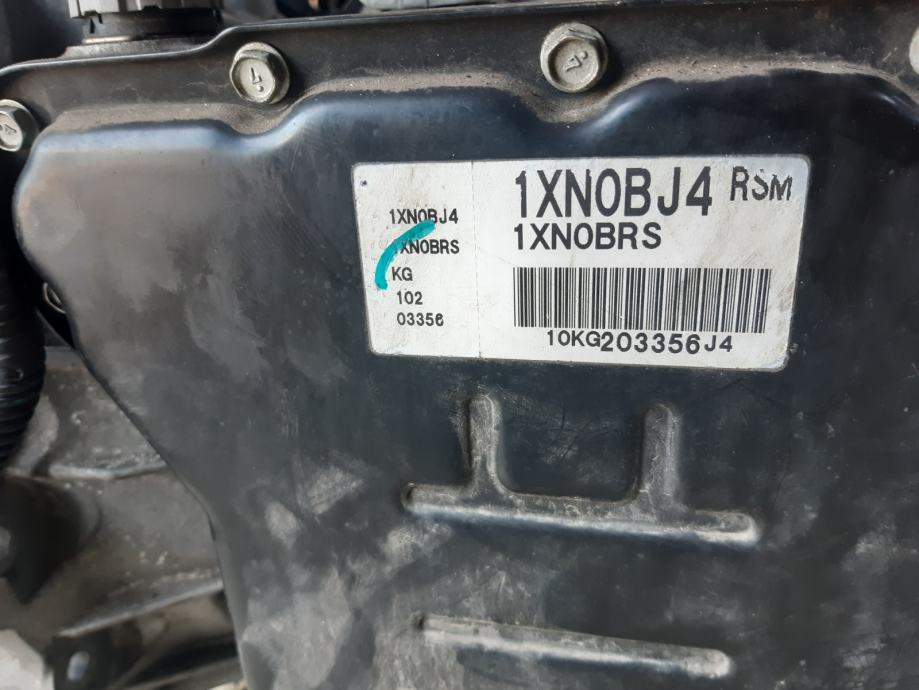 1XN0BJ4
1XN0BRS
KG
102
03356
1XN0BJ4 RSM
1XN0BRS
10KG203356J4